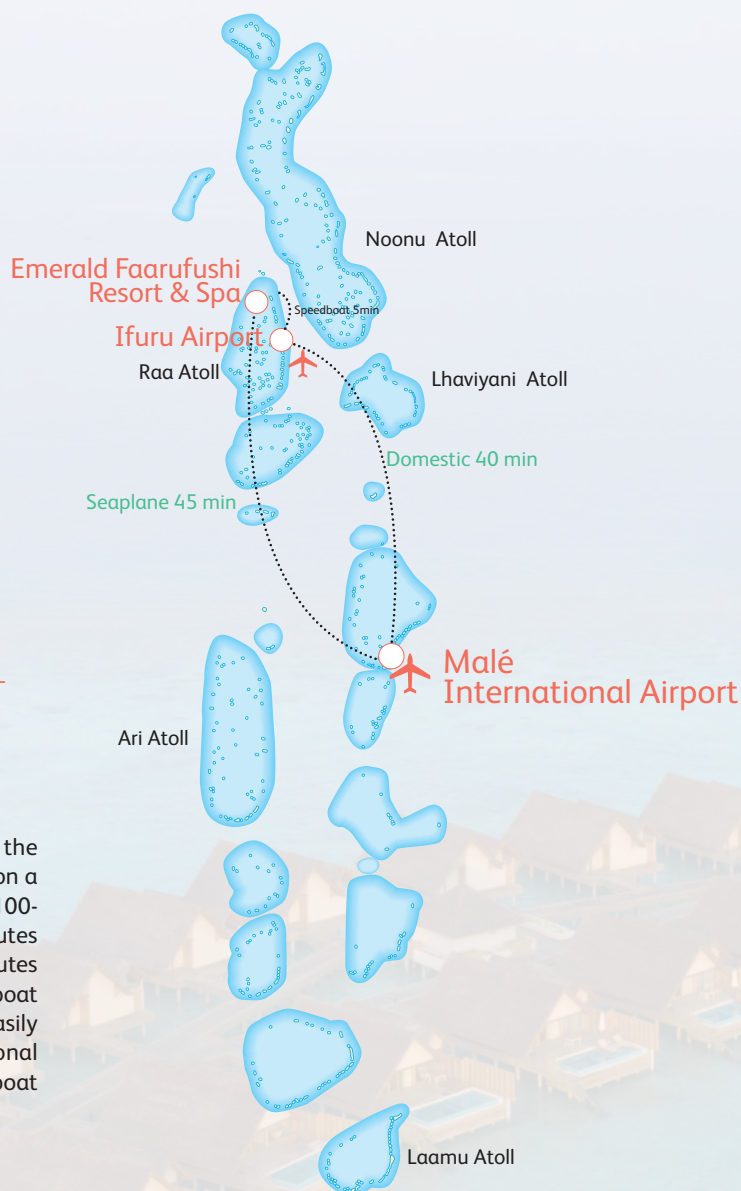 Noonu Atoll
Emerald Faarufushi
Resort & Spa
Speedboat 5min
Ifuru Airport
Raa Atoll
Lhaviyani Atoll
Domestic 40 min
Seaplane 45 min
Malé
International Airport
Ari Atoll
the
on a
100-
utes
utes
boat
asily
onal
boat
Laamu Atoll